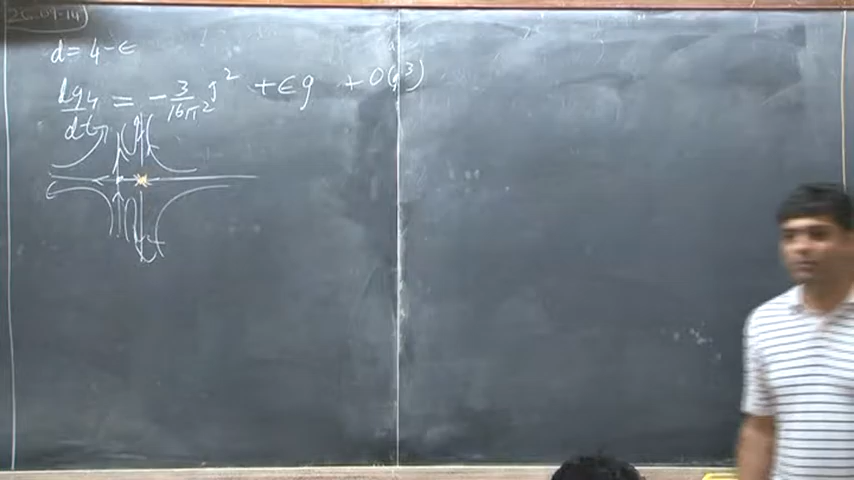 26.09.14
d = 4-ϵ
dg₄/dt = -3/16π² g² + ϵg + O(g³)